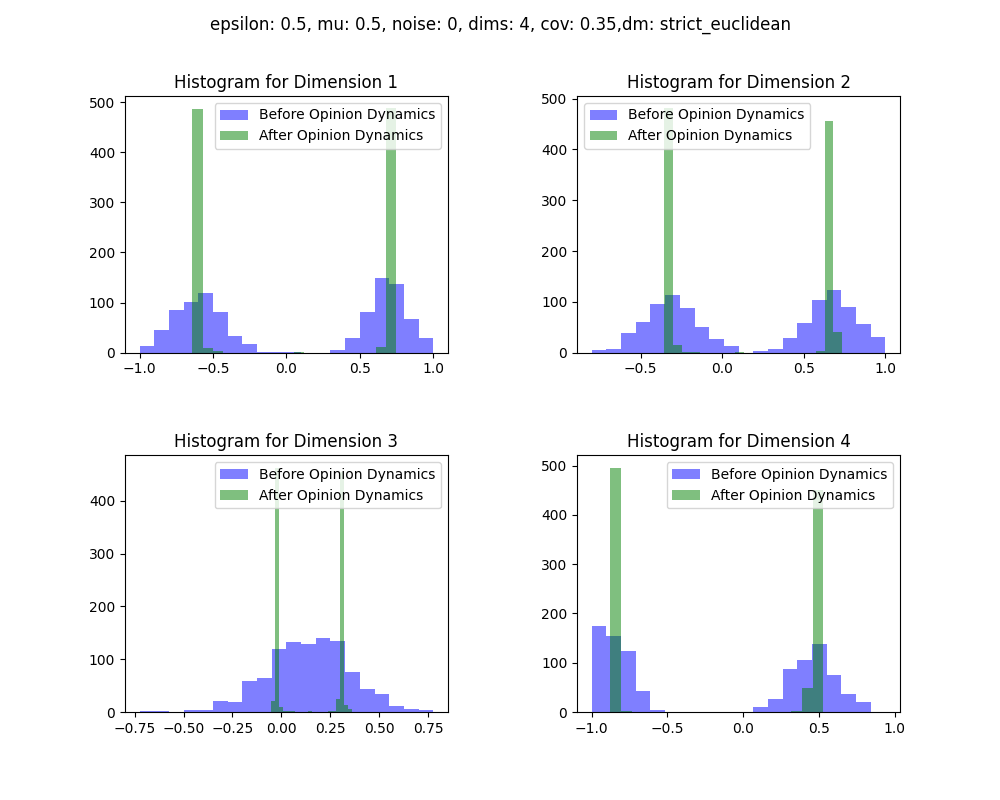 epsilon: 0.5, mu: 0.5, noise: 0, dims: 4, cov: 0.35,dm: strict_euclidean
Histogram for Dimension 1
Before Opinion Dynamics
After Opinion Dynamics
500
400
300
200
100
0
−1.0 −0.5 0.0 0.5 1.0
Histogram for Dimension 2
Before Opinion Dynamics
After Opinion Dynamics
500
400
300
200
100
0
−0.5 0.0 0.5 1.0
Histogram for Dimension 3
Before Opinion Dynamics
After Opinion Dynamics
400
300
200
100
0
−0.75 −0.50 −0.25 0.00 0.25 0.50 0.75
Histogram for Dimension 4
Before Opinion Dynamics
After Opinion Dynamics
500
400
300
200
100
0
−1.0 −0.5 0.0 0.5 1.0